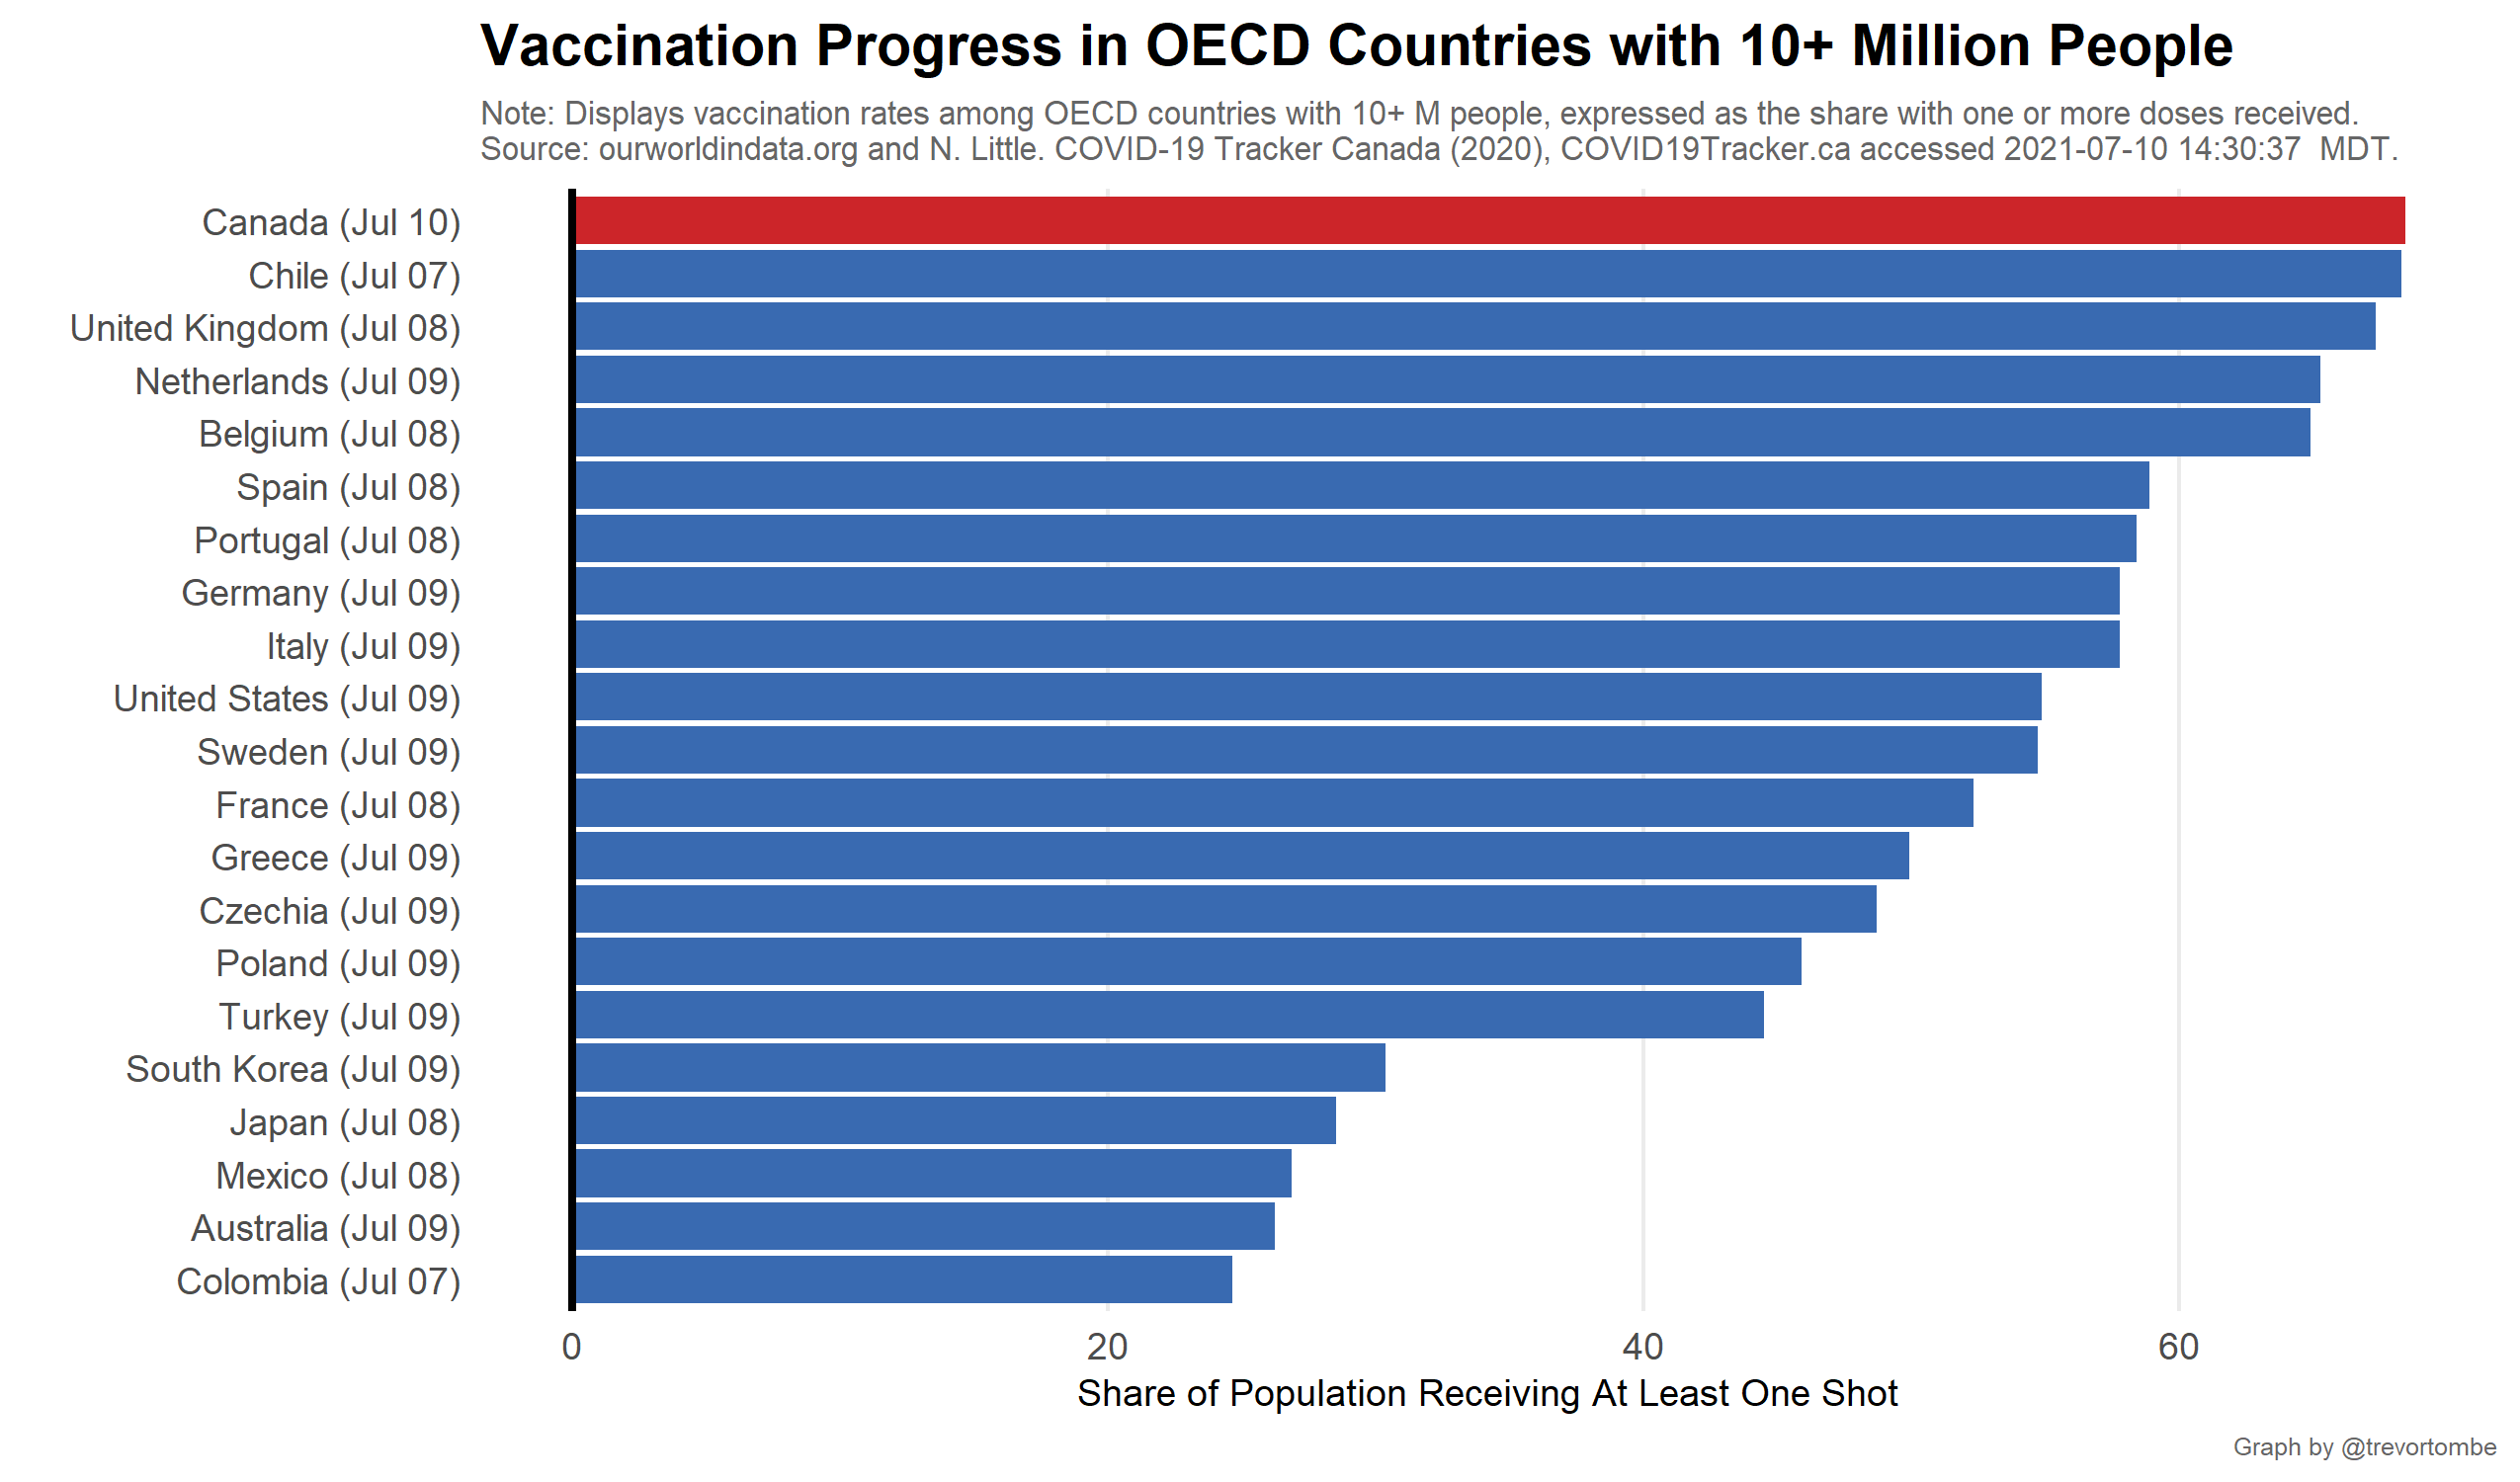 Vaccination Progress in OECD Countries with 10+ Million People
Note: Displays vaccination rates among OECD countries with 10+ M people, expressed as the share with one or more doses received.
Source: ourworldindata.org and N. Little. COVID-19 Tracker Canada (2020), COVID19Tracker.ca accessed 2021-07-10 14:30:37  MDT.
Canada (Jul 10)
Chile (Jul 07)
United Kingdom (Jul 08)
Netherlands (Jul 09)
Belgium (Jul 08)
Spain (Jul 08)
Portugal (Jul 08)
Germany (Jul 09)
Italy (Jul 09)
United States (Jul 09)
Sweden (Jul 09)
France (Jul 08)
Greece (Jul 09)
Czechia (Jul 09)
Poland (Jul 09)
Turkey (Jul 09)
South Korea (Jul 09)
Japan (Jul 08)
Mexico (Jul 08)
Australia (Jul 09)
Colombia (Jul 07)
0 20 40 60
Share of Population Receiving At Least One Shot
Graph by @trevortombe